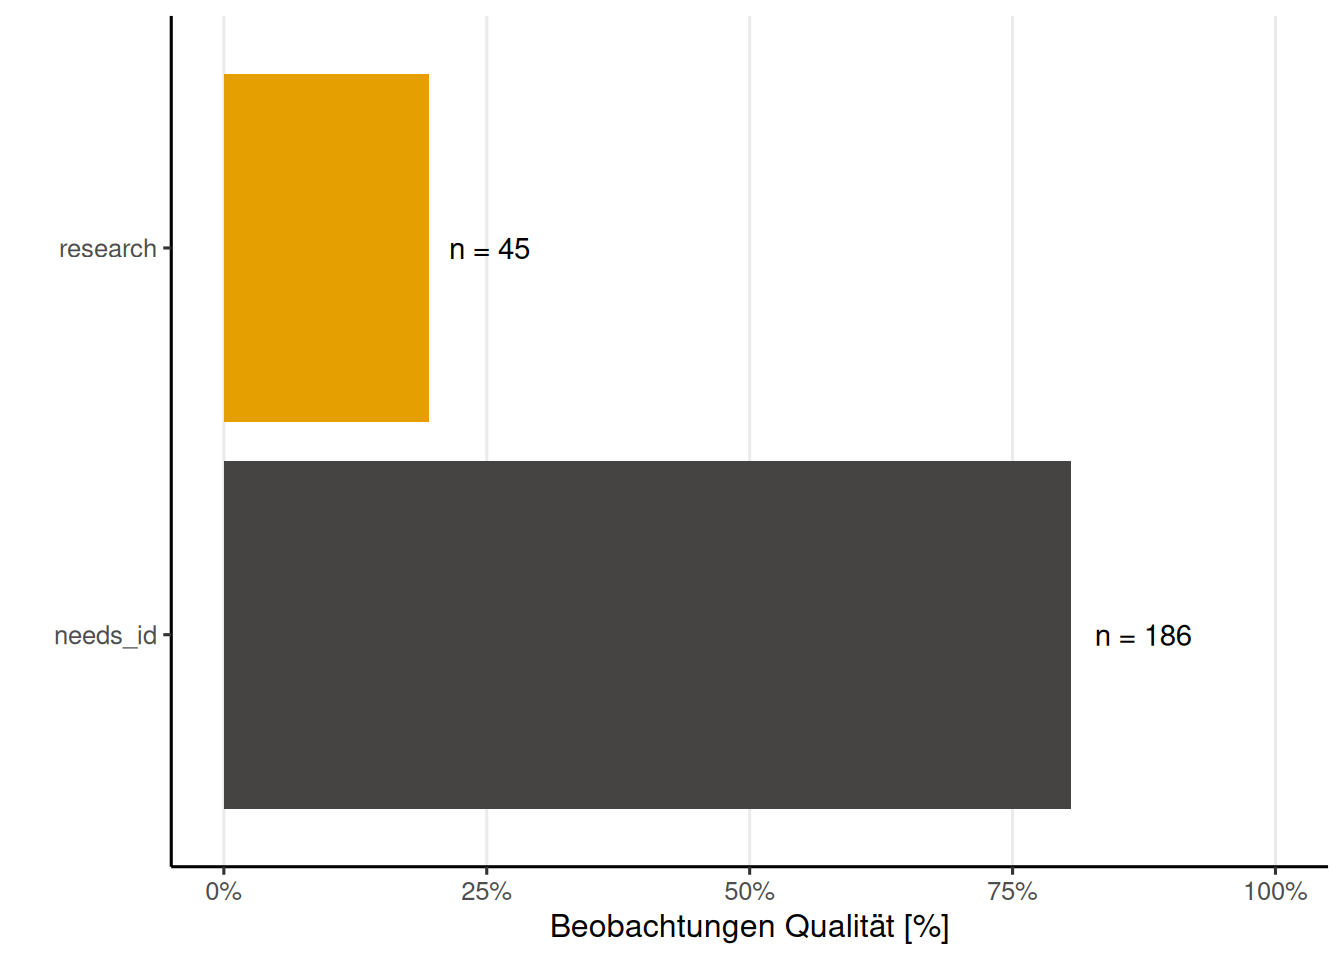 research
n = 45
needs_id
n = 186
0% 25% 50% 75% 100%
Beobachtungen Qualität [%]